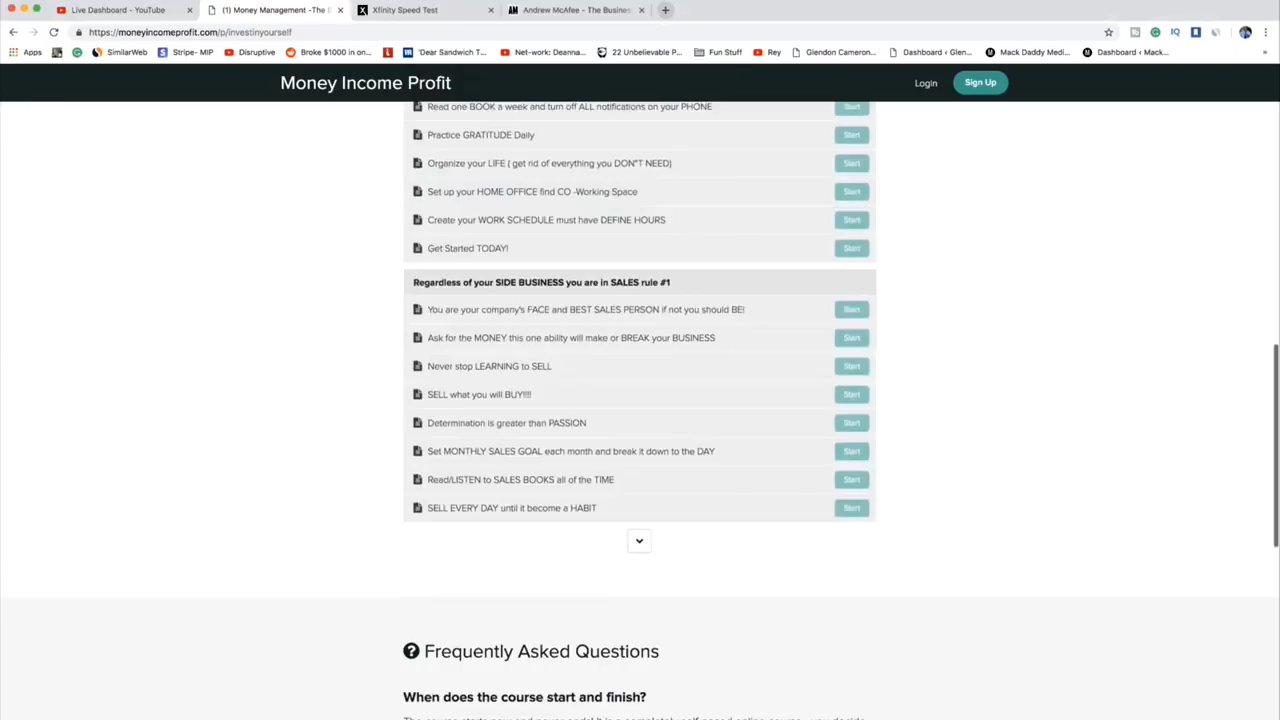 Live Dashboard - YouTube
(1) Money Management -The E
Xfinity Speed Test
Andrew McAfee - The Busines
https://moneyincomeprofit.com/p/investinyourself
Apps
SimilarWeb
Stripe- MIP
Disruptive
Broke $1000 in on...
'Dear Sandwich T...
Net-work: Deanna...
22 Unbelievable P...
Fun Stuff
Rey
Glendon Cameron...
Dashboard ‹ Glen...
Mack Daddy Medi...
Dashboard ‹ Mack...
Money Income Profit
Login
Sign Up
Read one BOOK a week and turn off ALL notifications on your PHONE
Start
Practice GRATITUDE Daily
Start
Organize your LIFE ( get rid of everything you DON"T NEED)
Start
Set up your HOME OFFICE find CO -Working Space
Start
Create your WORK SCHEDULE must have DEFINE HOURS
Start
Get Started TODAY!
Start
Regardless of your SIDE BUSINESS you are in SALES rule #1
You are your company's FACE and BEST SALES PERSON if not you should BE!
Start
Ask for the MONEY this one ability will make or BREAK your BUSINESS
Start
Never stop LEARNING to SELL
Start
SELL what you will BUY!!!!
Start
Determination is greater than PASSION
Start
Set MONTHLY SALES GOAL each month and break it down to the DAY
Start
Read/LISTEN to SALES BOOKS all of the TIME
Start
SELL EVERY DAY until it become a HABIT
Start
Frequently Asked Questions
When does the course start and finish?